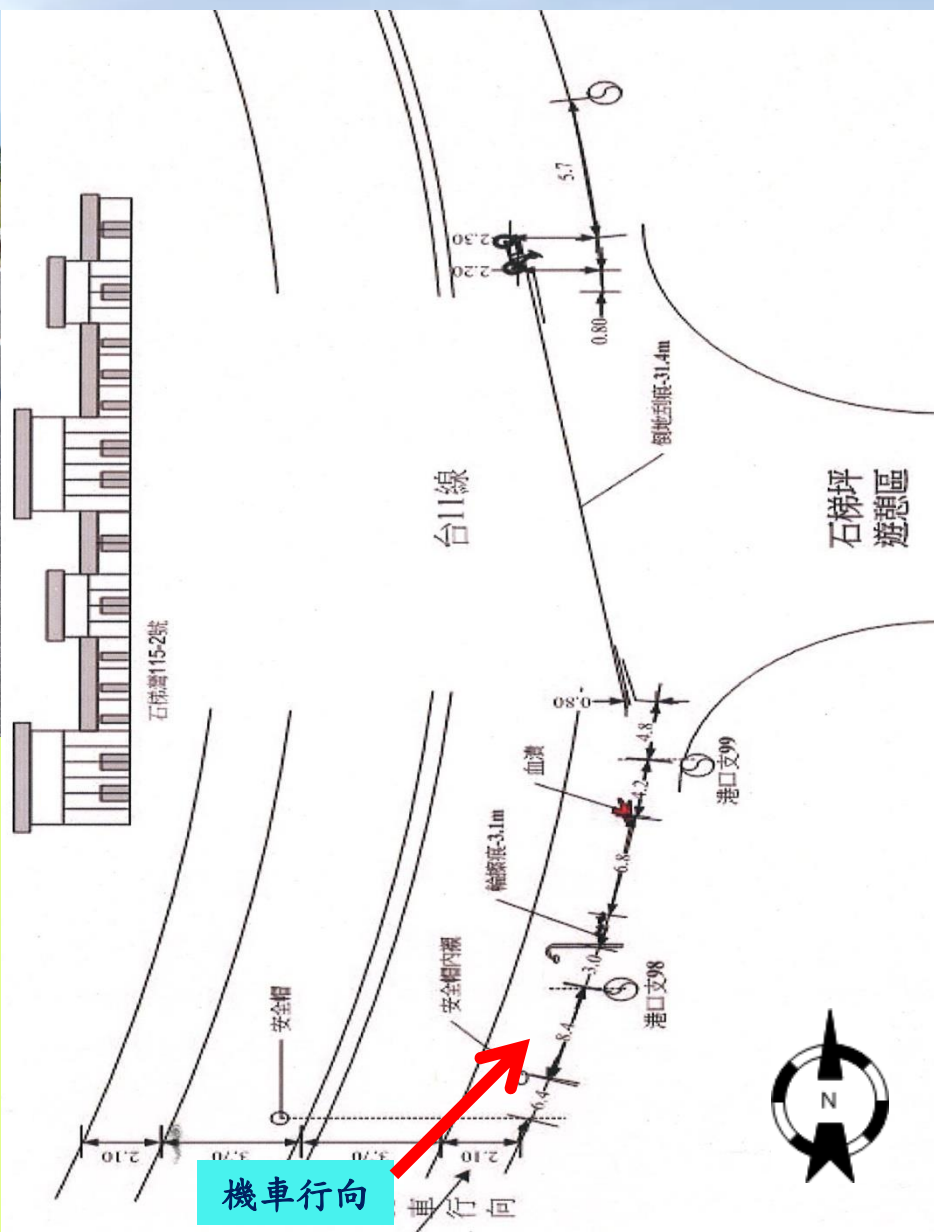 5.7
2.30
2.20
0.80
倒地刮痕-31.4m
台11線
石梯坪
遊憩區
石梯灣115-2號
0.80
4.8
血漬
4.2
港口支99
輪擦痕-3.1m
6.8
安全帽內襯
安全帽
3.0
港口支98
8.4
6.4
2.10
3.70
3.70
2.10
N
機車行向
車行向